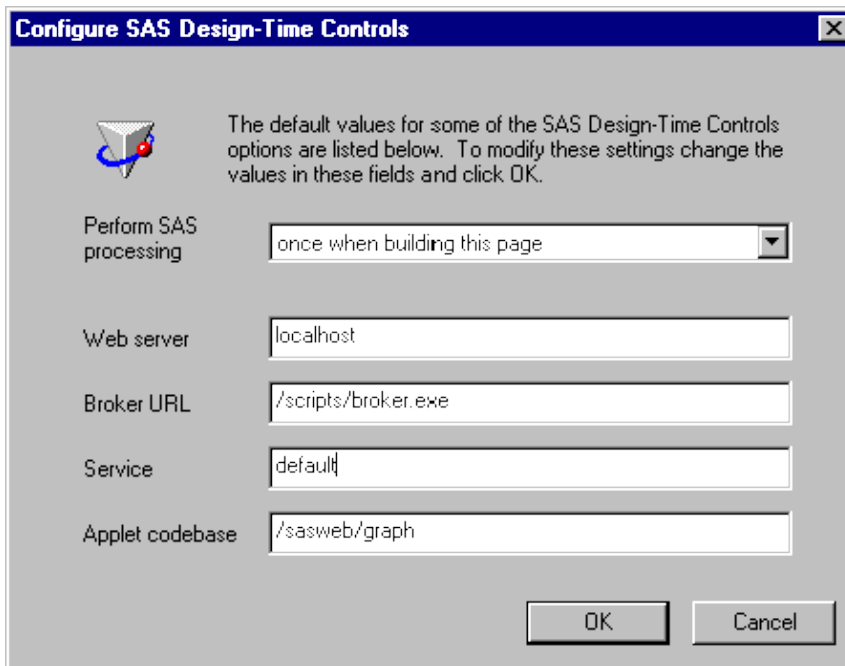 Configure SAS Design-Time Controls
The default values for some of the SAS Design-Time Controls
options are listed below. To modify these settings change the
values in these fields and click OK.
Perform SAS
processing
once when building this page
Web server
localhost
Broker URL
/scripts/broker.exe
Service
default
Applet codebase
/sasweb/graph
OK
Cancel